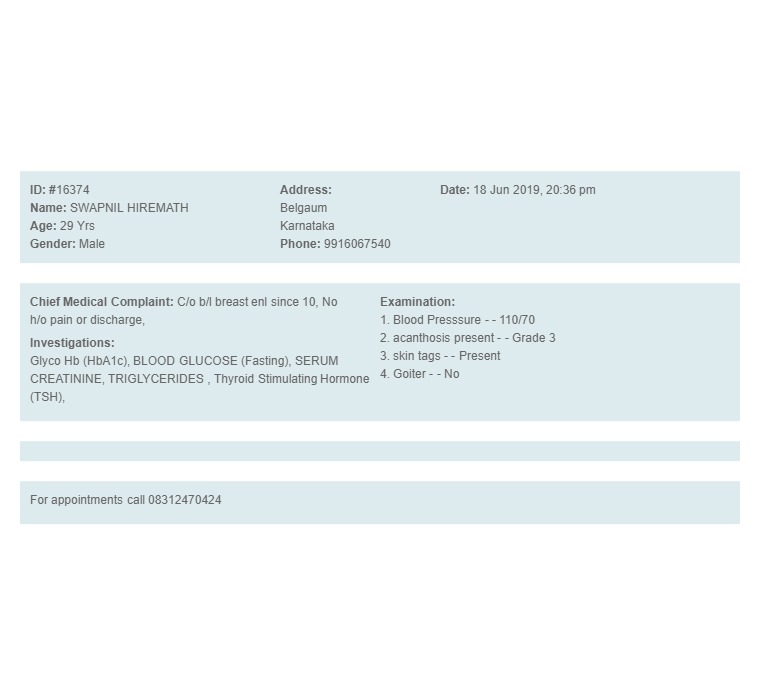 ID: #16374
Name: SWAPNIL HIREMATH
Age: 29 Yrs
Gender: Male
Address:
Belgaum
Karnataka
Phone: 9916067540
Date: 18 Jun 2019, 20:36 pm
Chief Medical Complaint: C/o b/l breast enl since 10, No
h/o pain or discharge,
Investigations:
Glyco Hb (HbA1c), BLOOD GLUCOSE (Fasting), SERUM
CREATININE, TRIGLYCERIDES , Thyroid Stimulating Hormone
(TSH),
Examination:
1. Blood Presssure - - 110/70
2. acanthosis present - - Grade 3
3. skin tags - - Present
4. Goiter - - No
For appointments call 08312470424